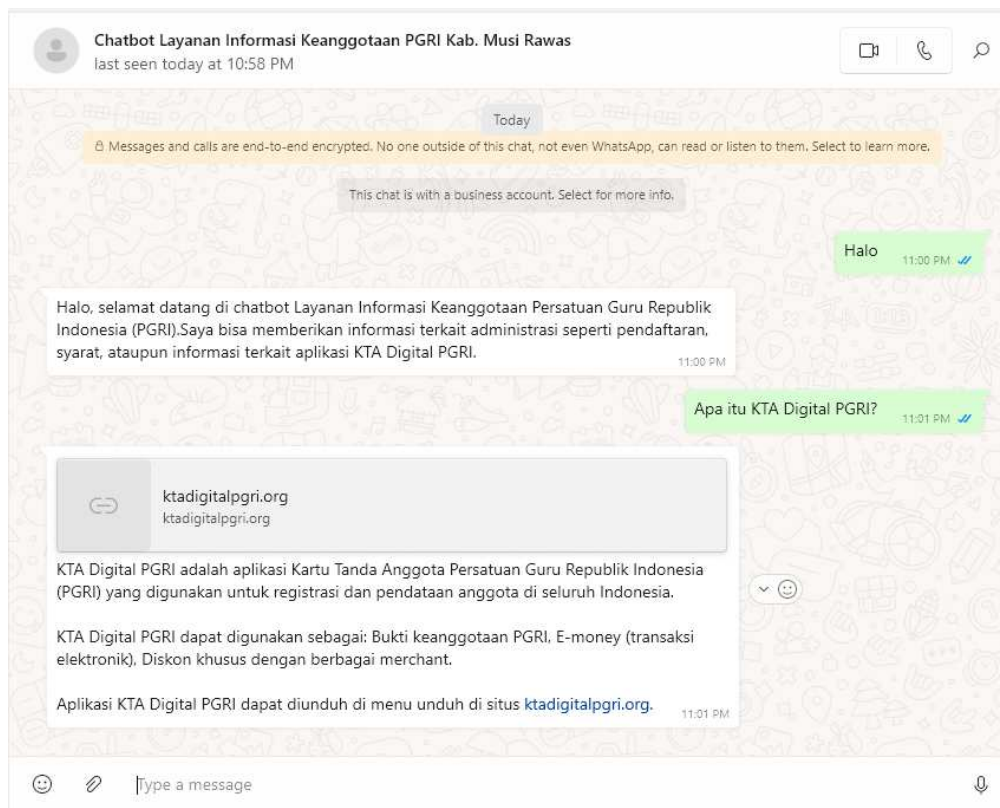 Chatbot Layanan Informasi Keanggotaan PGRI Kab. Musi Rawas
last seen today at 10:58 PM
Today
Messages and calls are end-to-end encrypted. No one outside of this chat, not even WhatsApp, can read or listen to them. Select to learn more.
This chat is with a business account. Select for more info.
Halo
11:00 PM
Halo, selamat datang di chatbot Layanan Informasi Keanggotaan Persatuan Guru Republik
Indonesia (PGRI).Saya bisa memberikan informasi terkait administrasi seperti pendaftaran,
syarat, ataupun informasi terkait aplikasi KTA Digital PGRI.
11:00 PM
Apa itu KTA Digital PGRI?
11:01 PM
ktadigitalpgri.org
ktadigitalpgri.org
KTA Digital PGRI adalah aplikasi Kartu Tanda Anggota Persatuan Guru Republik Indonesia
(PGRI) yang digunakan untuk registrasi dan pendataan anggota di seluruh Indonesia.
KTA Digital PGRI dapat digunakan sebagai: Bukti keanggotaan PGRI, E-money (transaksi
elektronik), Diskon khusus dengan berbagai merchant.
Aplikasi KTA Digital PGRI dapat diunduh di menu unduh di situs ktadigitalpgri.org.
11:01 PM
Type a message